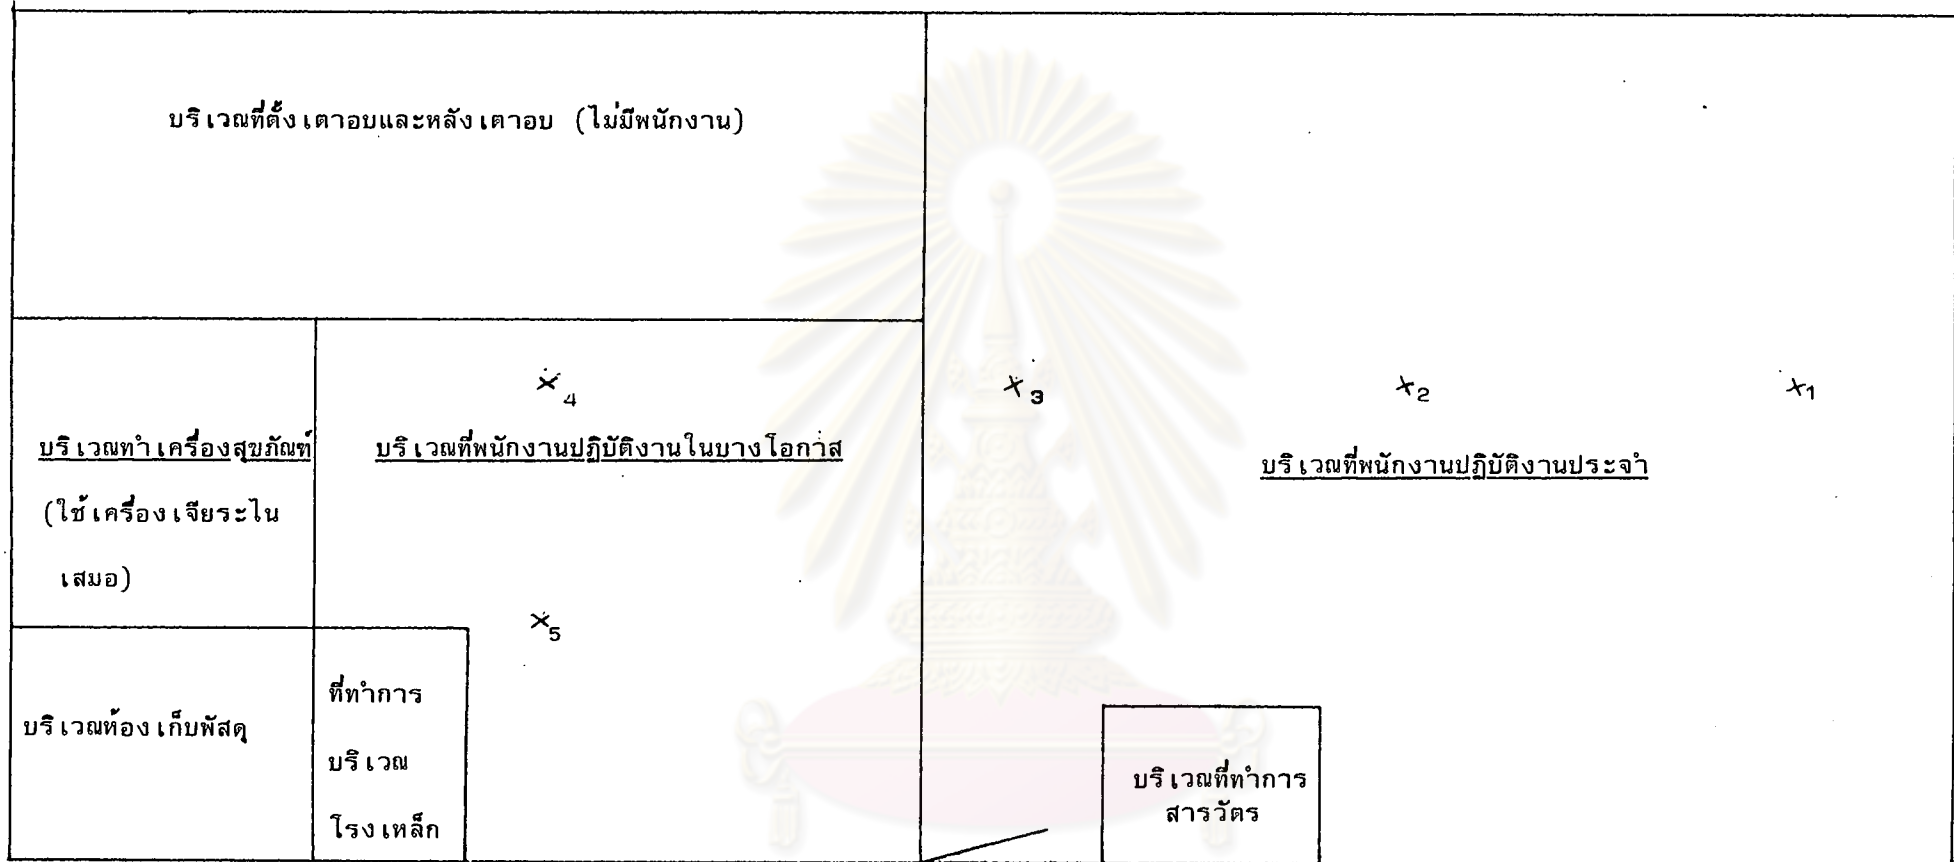 บริเวณที่ตั้งเตาอบและหลังเตาอบ (ไม่มีพนักงาน)
X4
X3
X2
X1
บริเวณทำเครื่องสุขภัณฑ์
(ใช้เครื่องเจียระไน
เสมอ)
บริเวณที่พนักงานปฏิบัติงานในบางโอกาส
บริเวณที่พนักงานปฏิบัติงานประจำ
X5
บริเวณห้องเก็บพัสดุ
ที่ทำการ
บริเวณ
โรงเหล็ก
บริเวณที่ทำการ
สารวัตร